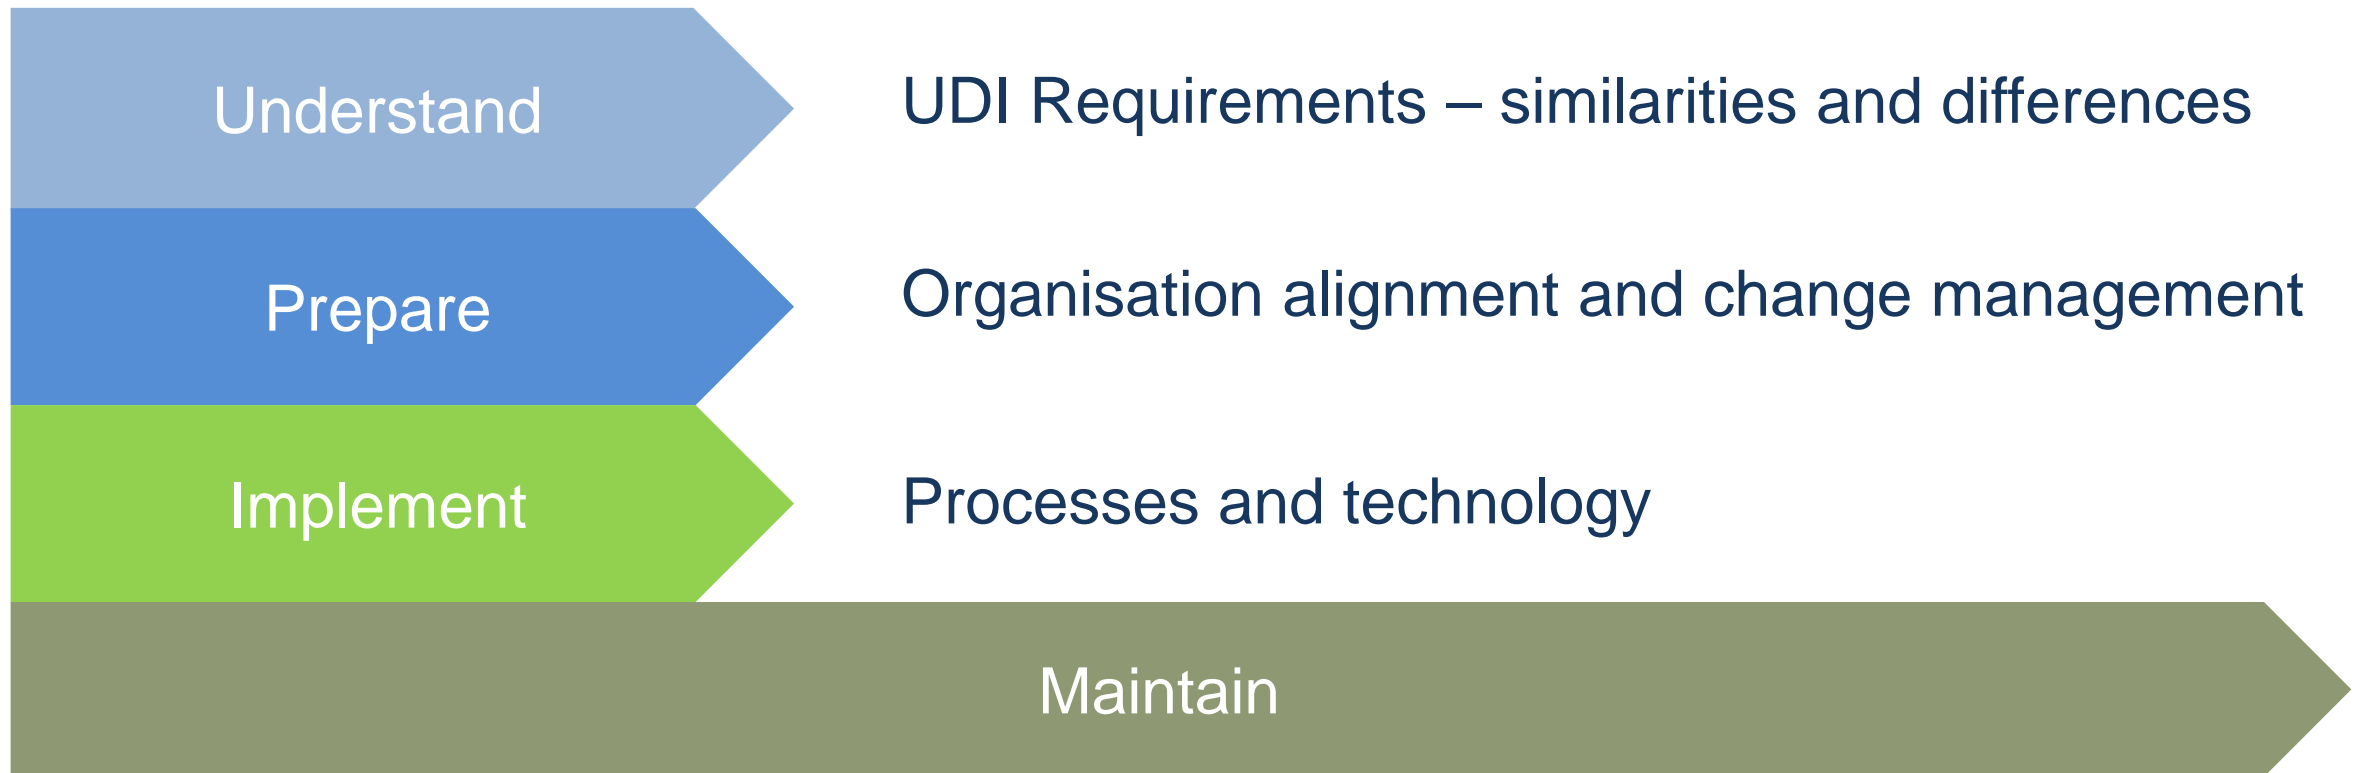 Understand
UDI Requirements – similarities and differences
Prepare
Organisation alignment and change management
Implement
Processes and technology
Maintain